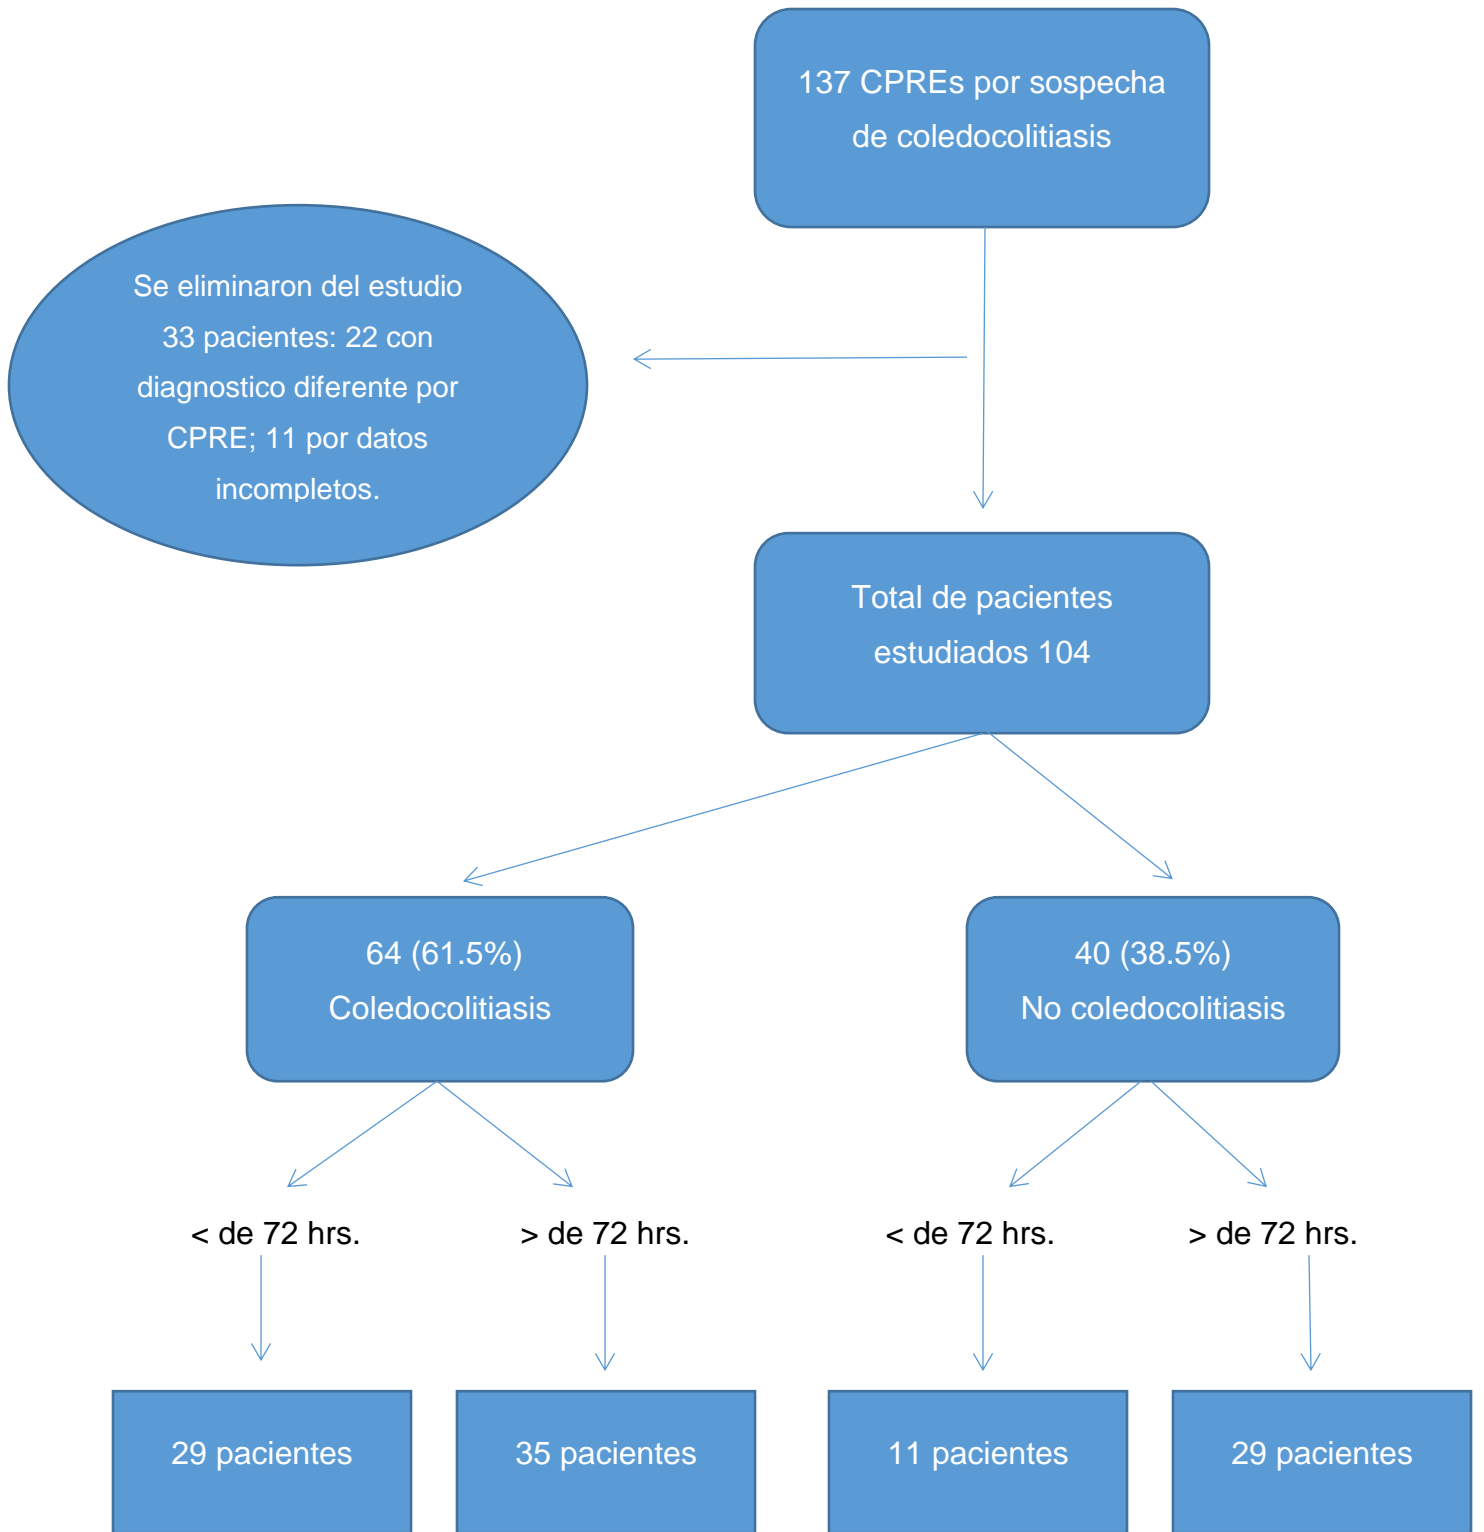 137 CPREs por sospecha
de coledocolitiasis
Se eliminaron del estudio
33 pacientes: 22 con
diagnostico diferente por
CPRE; 11 por datos
incompletos.
Total de pacientes
estudiados 104
64 (61.5%)
Coledocolitiasis
40 (38.5%)
No coledocolitiasis
< de 72 hrs.
> de 72 hrs.
< de 72 hrs.
> de 72 hrs.
29 pacientes
35 pacientes
11 pacientes
29 pacientes